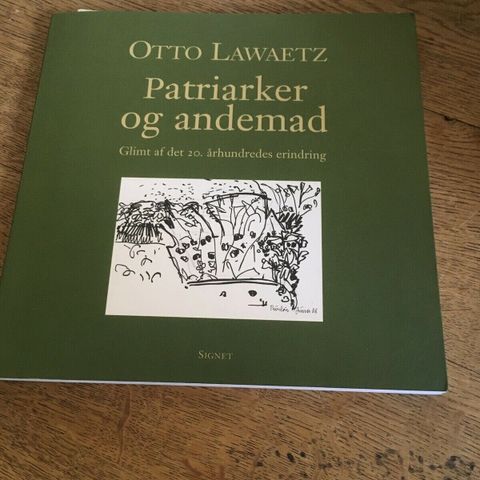 OTTO LAWAETZ
Patriarker
og andemad
Glimt af det 20. århundredes erindring
SIGNET